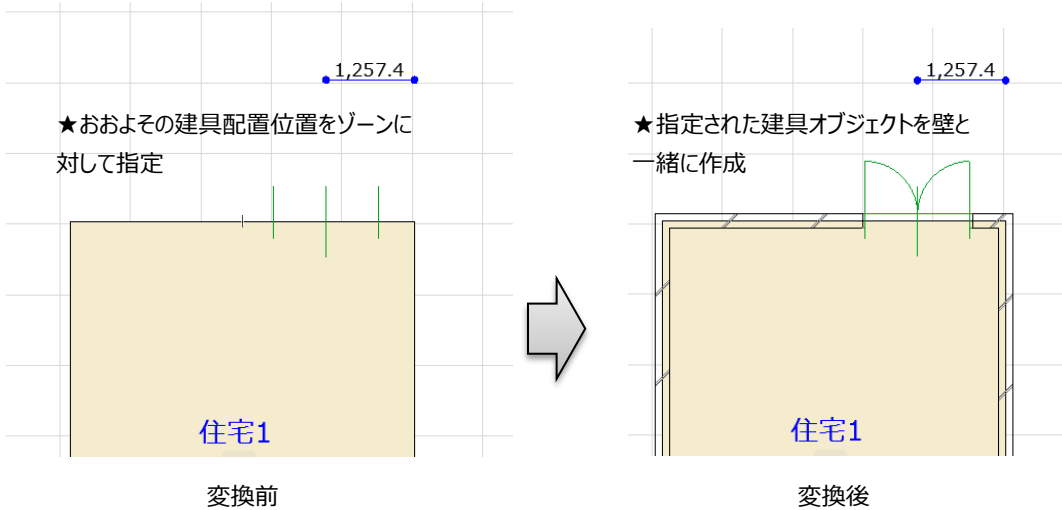 1,257.4
★おおよその建具配置位置をゾーンに
対して指定
住宅1
変換前
1,257.4
★指定された建具オブジェクトを壁と
一緒に作成
住宅1
変換後